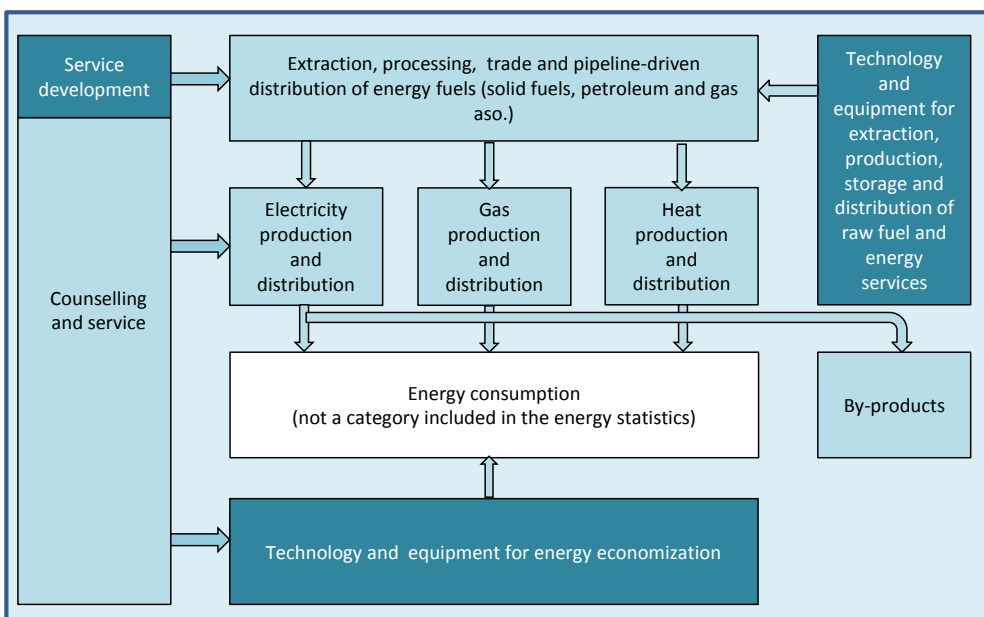 Service
development
Extraction, processing, trade and pipeline-driven
distribution of energy fuels (solid fuels, petroleum and gas
aso.)
Technology
and
equipment for
extraction,
production,
storage and
distribution of
raw fuel and
energy
services
Electricity
production
and
distribution
Gas
production
and
distribution
Heat
production
and
distribution
Counselling
and service
Energy consumption
(not a category included in the energy statistics)
By-products
Technology and equipment for energy economization